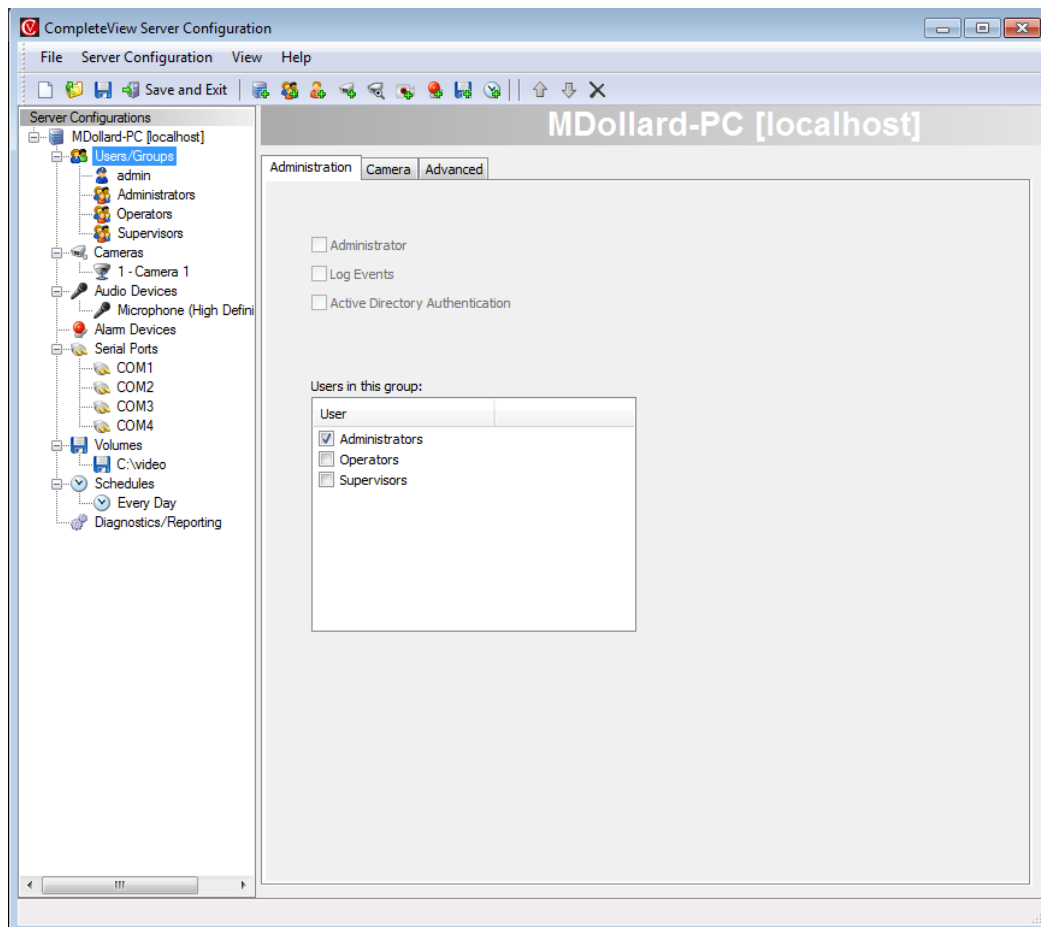 CompleteView Server Configuration
File Server Configuration View Help
Save and Exit
Server Configurations
MDollard-PC [localhost]
MDollard-PC [localhost]
Users/Groups
admin
Administrators
Operators
Supervisors
Cameras
1 - Camera 1
Audio Devices
Microphone (High Defini
Alarm Devices
Serial Ports
COM1
COM2
COM3
COM4
Volumes
C:\video
Schedules
Every Day
Diagnostics/Reporting
Administration Camera Advanced
Administrator
Log Events
Active Directory Authentication
Users in this group:
User
Administrators
Operators
Supervisors